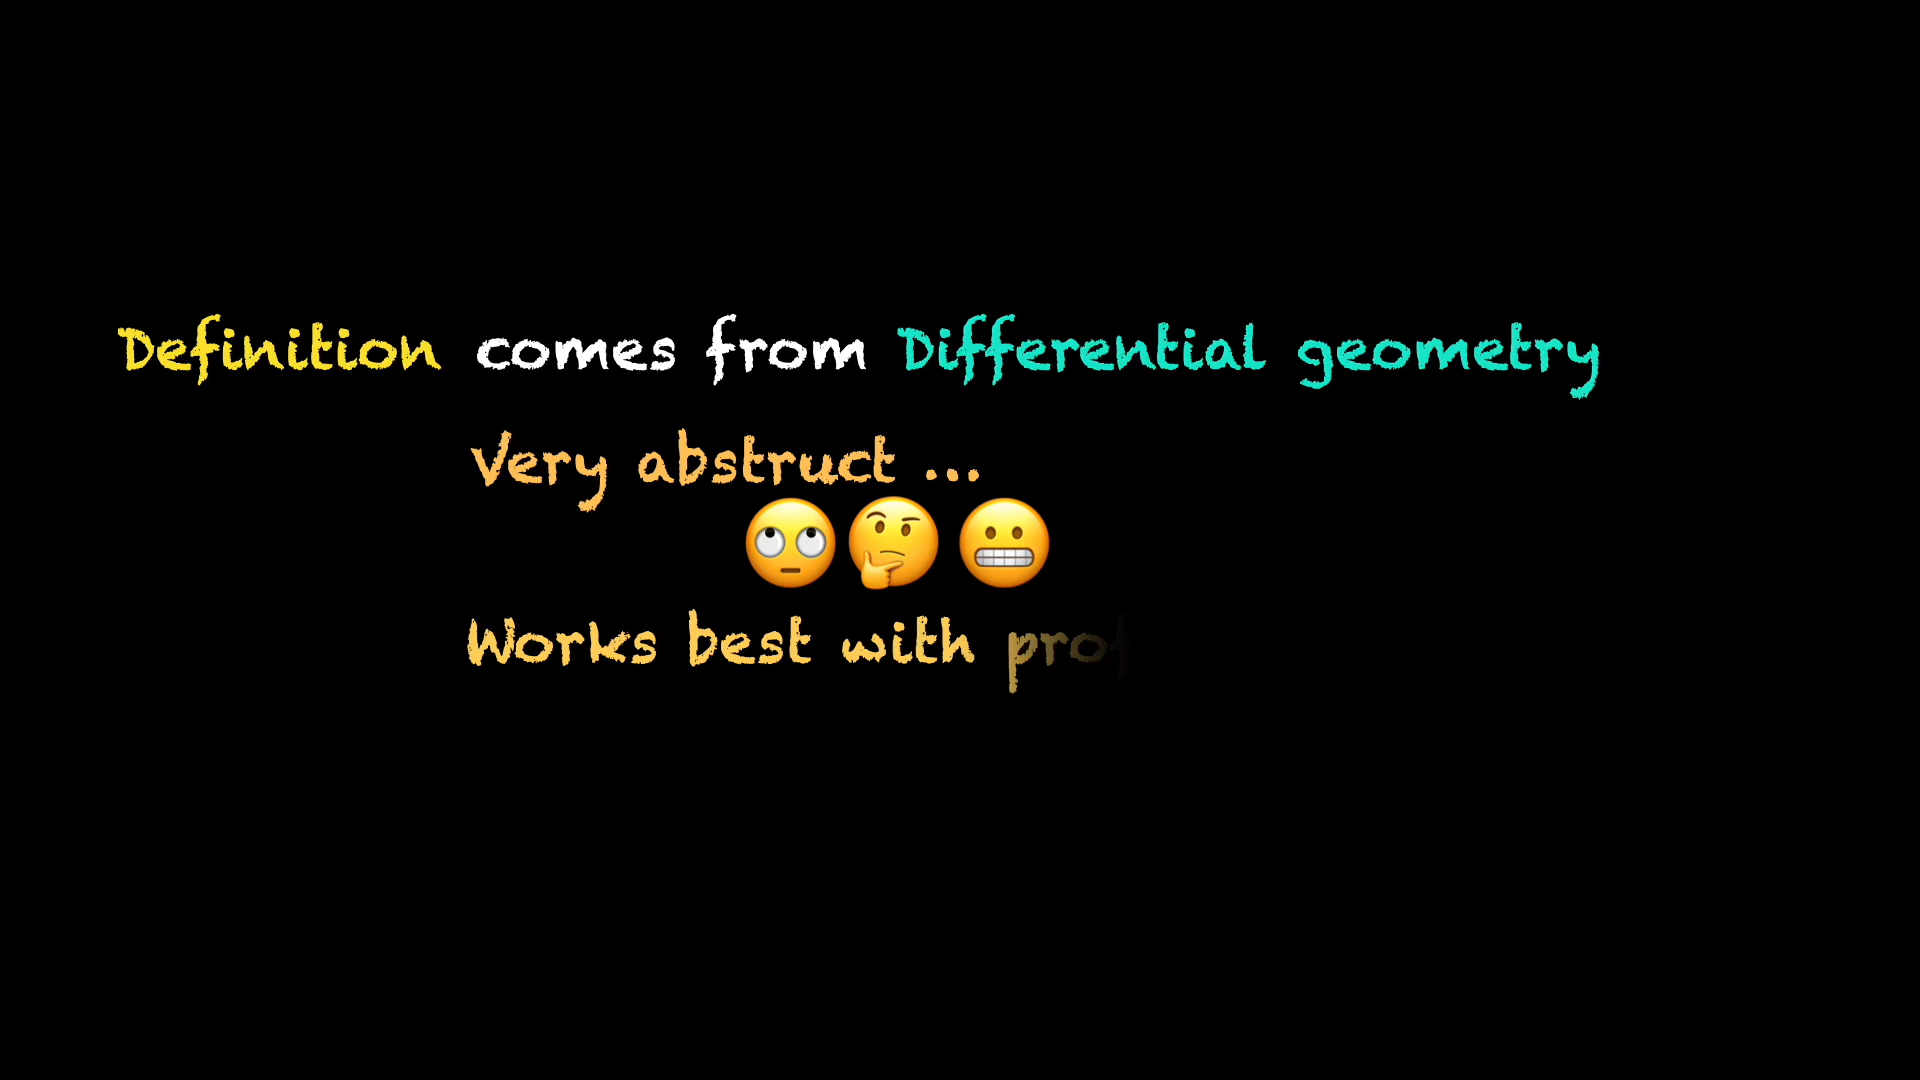 Definition comes from Differential geometry
Very abstruct ...
Works best with